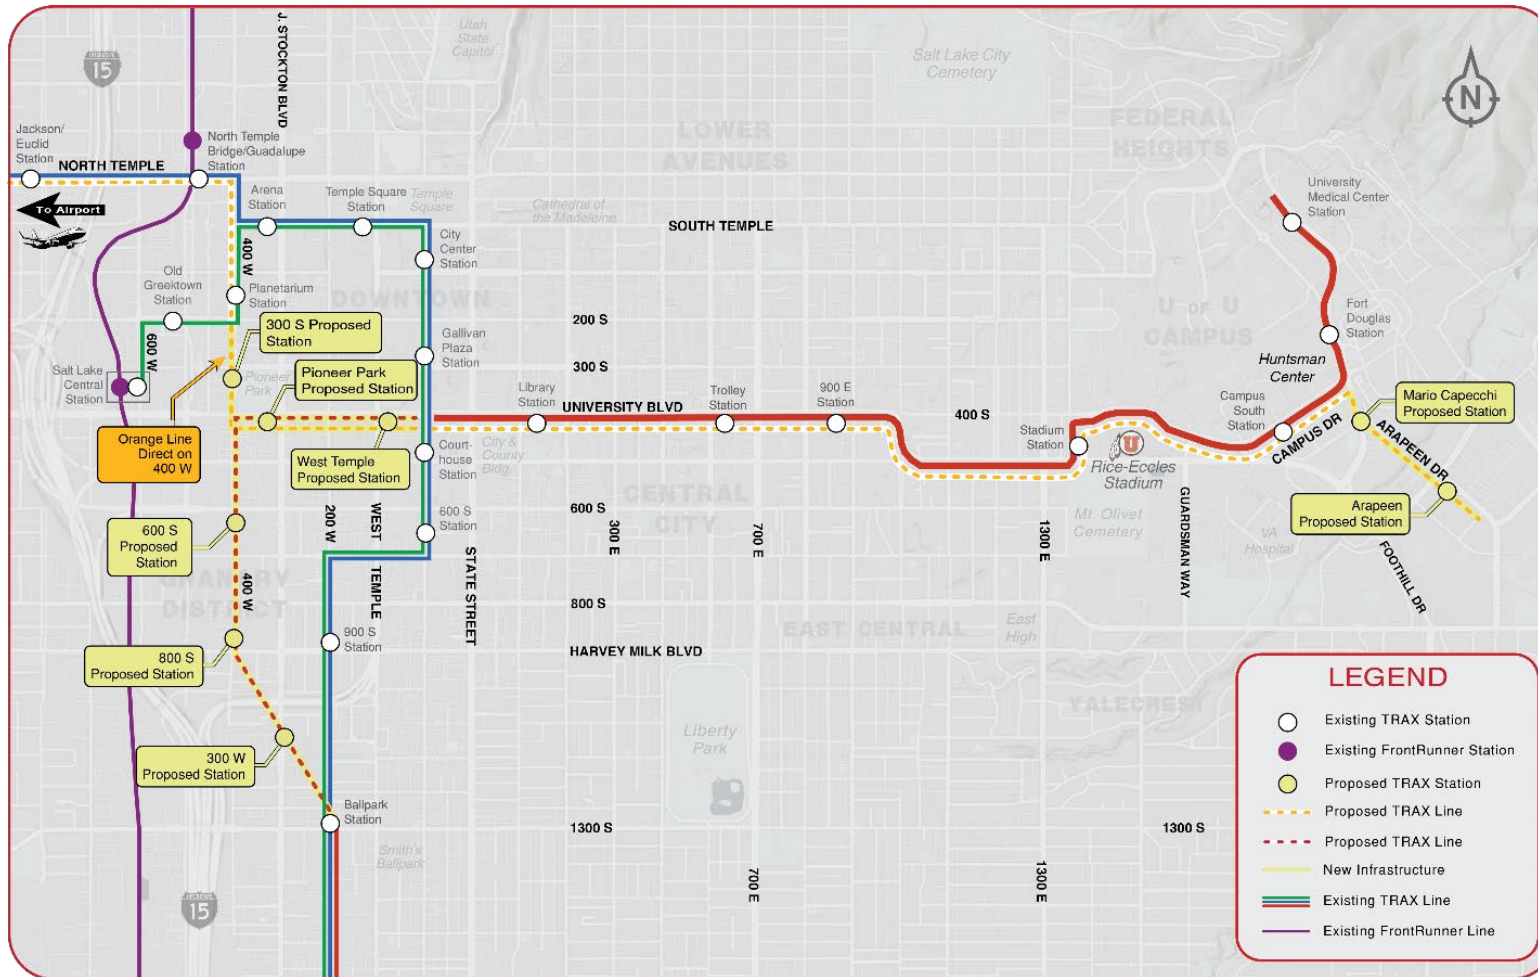 J. STOCKTON BLVD
15
Utah
State
Capitol
Salt Lake City
Cemetery
N
Jackson/
Euclid
Station
NORTH TEMPLE
North Temple
Bridge/Guadalupe
Station
LOWER
AVENUES
FEDERAL
HEIGHTS
To Airport
Arena
Station
Temple Square
Station
Temple
Square
Cathedral of
the Madeleine
SOUTH TEMPLE
University
Medical Center
Station
400 W
City
Center
Station
Old
Greektown
Station
Planetarium
Station
DOWNTOWN
U OF U
CAMPUS
Fort
Douglas
Station
600 W
300 S Proposed
Station
Gallivan
Plaza
Station
200 S
300 S
Huntsman
Center
Salt Lake
Central
Station
Pioneer
Park
Pioneer Park
Proposed Station
Library
Station
UNIVERSITY BLVD
Trolley
Station
900 E
Station
400 S
Campus
South
Station
Mario Capecchi
Proposed Station
Orange Line
Direct on
400 W
West Temple
Proposed Station
Court-
house
Station
City &
County
Bldg.
Stadium
Station
U
Rice-Eccles
Stadium
CAMPUS DR
ARAPEEN DR
Arapeen
Proposed Station
600 S
Proposed
Station
200 W
WEST TEMPLE
600 S
Station
STATE STREET
CENTRAL
CITY
600 S
300 E
700 E
1300 E
Mt. Olivet
Cemetery
GUARDSMAN WAY
VA
Hospital
FOOTHILL DR
GRANARY
DISTRICT
400 W
800 S
Proposed Station
900 S
Station
800 S
HARVEY MILK BLVD
EAST CENTRAL
East
High
YALECREST
300 W
Proposed Station
Liberty
Park
Ballpark
Station
Smith's
Ballpark
1300 S
1300 S
700 E
1300 E
15
LEGEND
Existing TRAX Station
Existing FrontRunner Station
Proposed TRAX Station
Proposed TRAX Line
Proposed TRAX Line
New Infrastructure
Existing TRAX Line
Existing FrontRunner Line